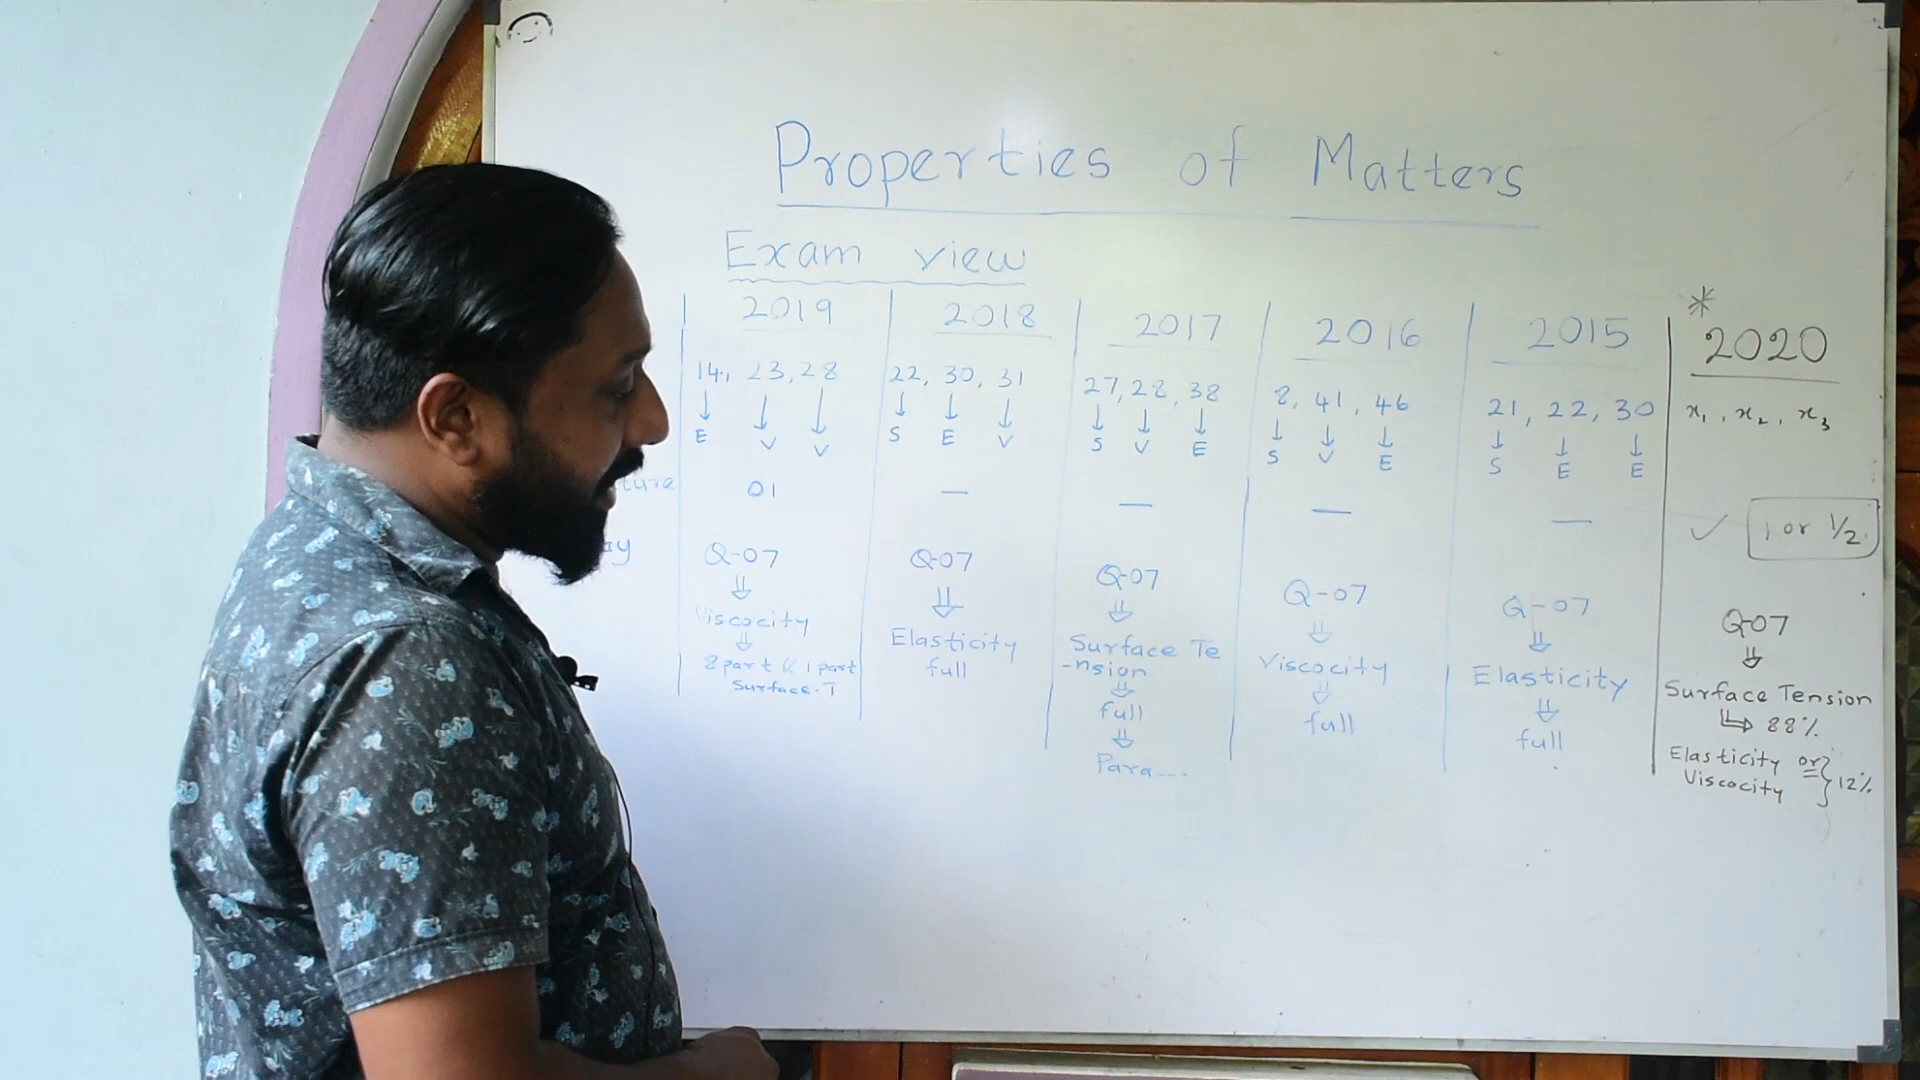 Properties of Matters
Exam view
2019 2018 2017 2016 2015 * 2020
14, 23, 28 22, 30, 31 27, 28, 38 8, 41, 46 21, 22, 30 x₁, x₂, x₃
↓ ↓ ↓ ↓ ↓ ↓ ↓ ↓ ↓ ↓ ↓ ↓ ↓ ↓ ↓
E V V S E V S V E S V E S E E
ture 01 — — — — ✓ 1 or 1/2
Q-07 Q-07 Q-07 Q-07 Q-07 Q-07
⇓ ⇓ ⇓ ⇓ ⇓ ⇓
Viscocity Elasticity Surface Te Viscocity Elasticity Surface Tension
⇓ full -nsion ⇓ ⇓ ↳ 88%
8 part & 1 part ⇓ full full Elasticity or } 12%
Surface.T full Viscocity
⇓
Para....